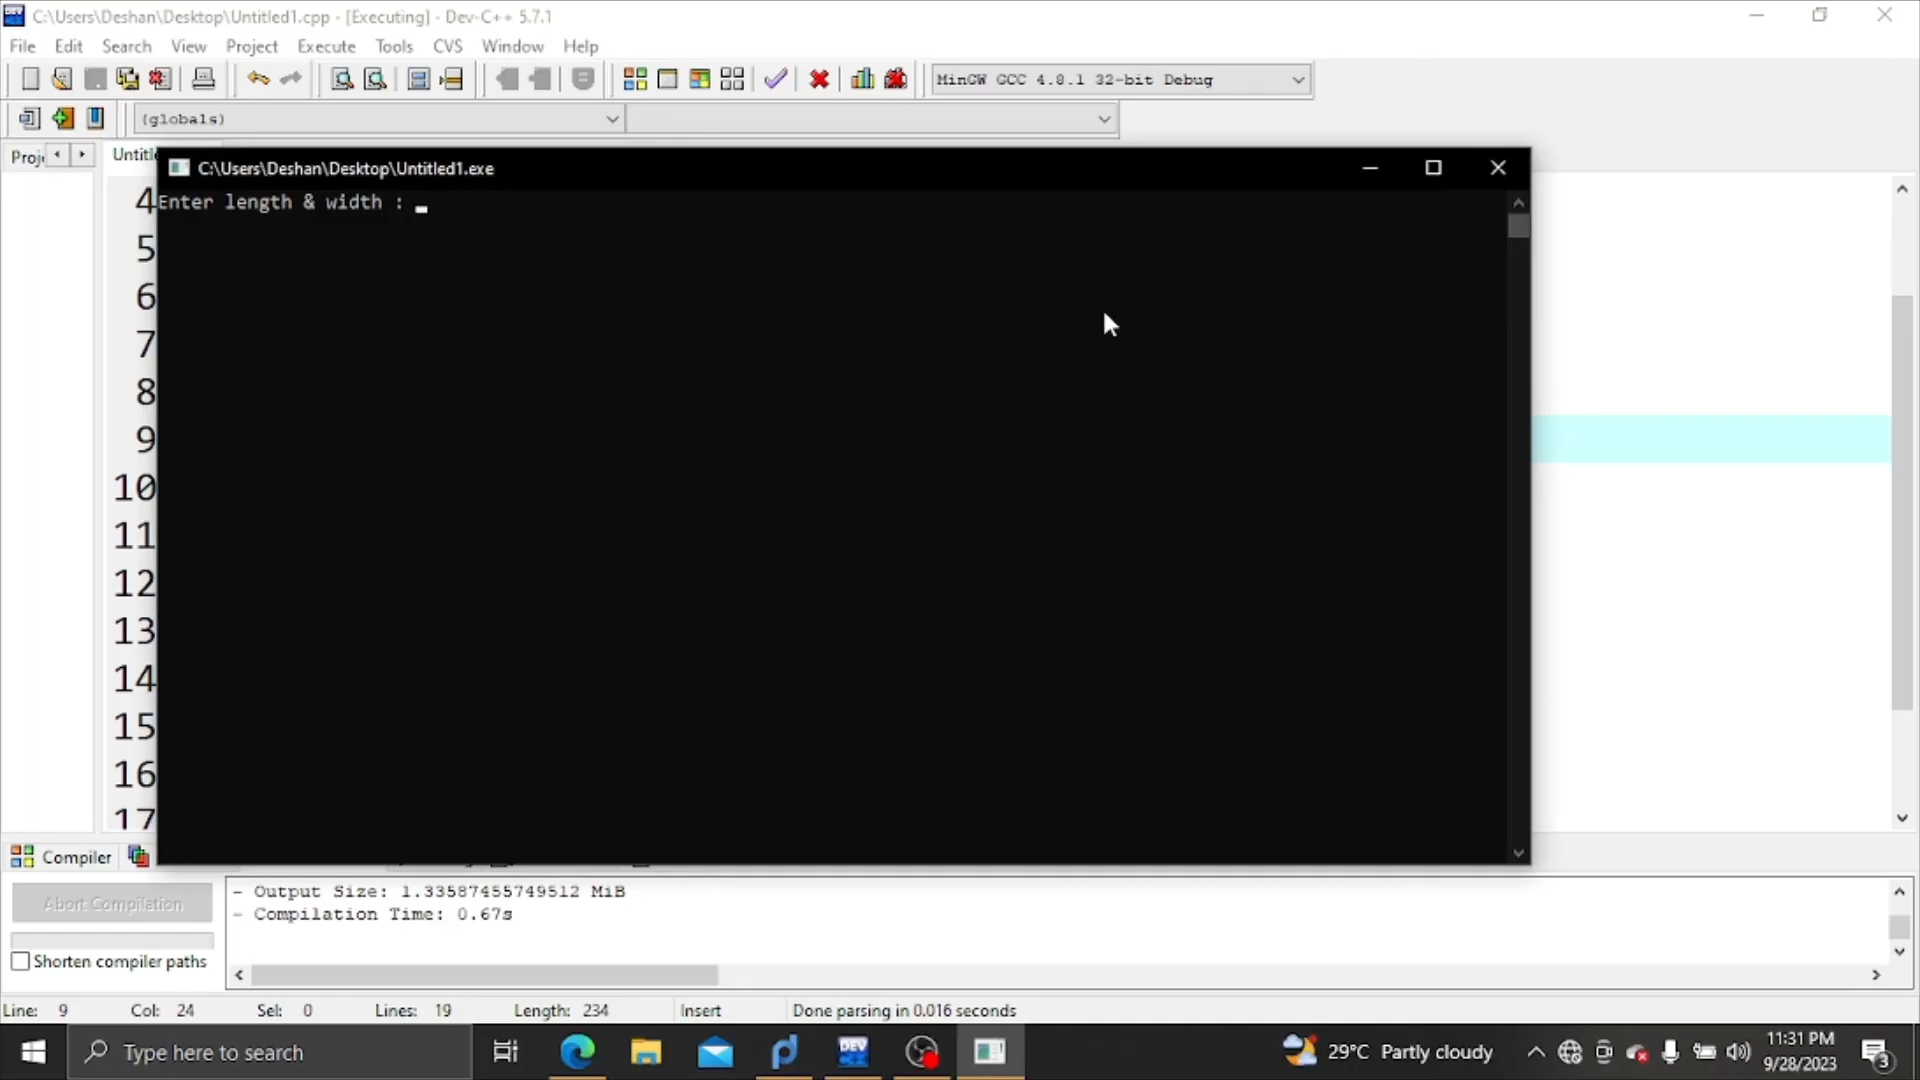 C:\Users\Deshan\Desktop\Untitled1.cpp - [Executing] - Dev-C++ 5.7.1
File Edit Search View Project Execute Tools CVS Window Help
MinGW GCC 4.8.1 32-bit Debug
(globals)
Proj
Untitle
C:\Users\Deshan\Desktop\Untitled1.exe
Enter length & width :
4
5
6
7
8
9
10
11
12
13
14
15
16
17
Compiler
Abort Compilation
- Output Size: 1.33587455749512 MiB
- Compilation Time: 0.67s
Shorten compiler paths
Line: 9 Col: 24 Sel: 0 Lines: 19 Length: 234 Insert Done parsing in 0.016 seconds
Type here to search
DEV
29°C Partly cloudy
11:31 PM
9/28/2023
3